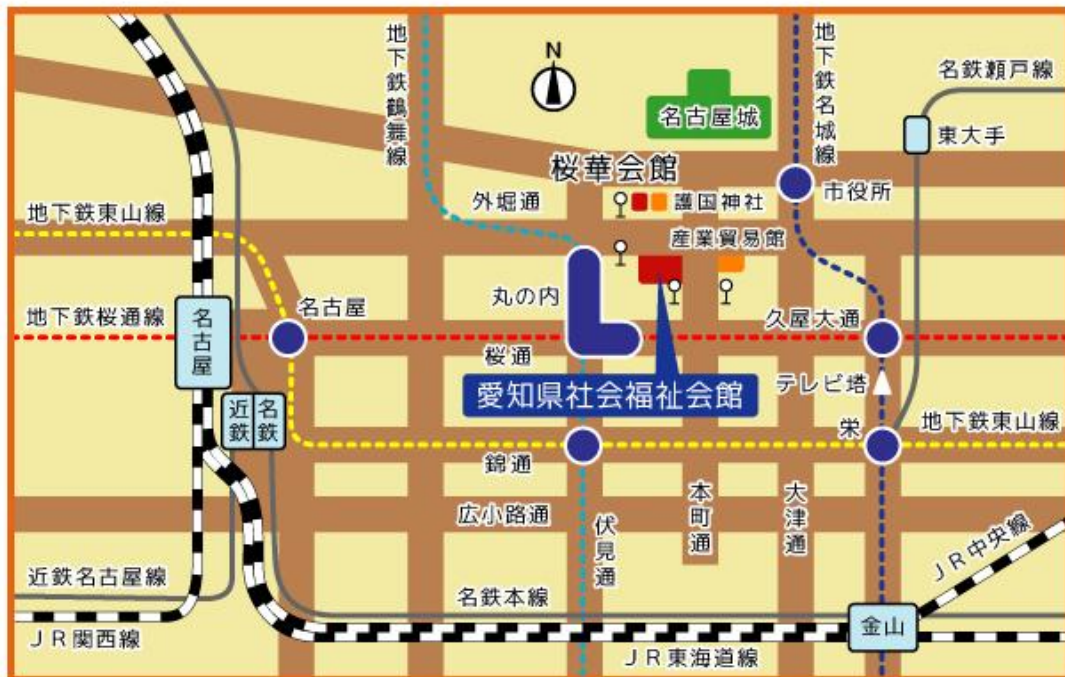 地下鉄鶴舞線
N
名古屋城
地下鉄名城線
名鉄瀬戸線
東大手
桜華会館
市役所
外堀通
護国神社
地下鉄東山線
産業貿易館
丸の内
名古屋
久屋大通
地下鉄桜通線
名古屋
桜通
テレビ塔
愛知県社会福祉会館
近鉄
名鉄
栄
地下鉄東山線
錦通
広小路通
伏見通
本町通
大津通
JR中央線
近鉄名古屋線
名鉄本線
金山
JR関西線
JR東海道線